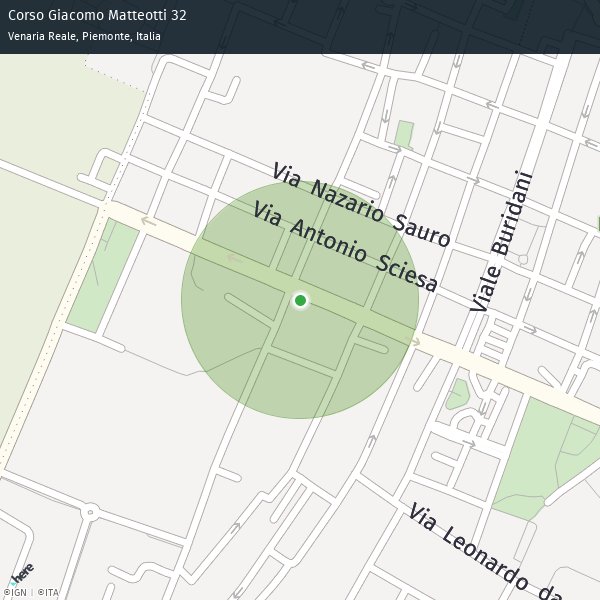 Corso Giacomo Matteotti 32
Venaria Reale, Piemonte, Italia
Via Nazario Sauro
Via Antonio Sciesa
Viale Buridani
Via Leonardo da
here
©IGN | ©ITA